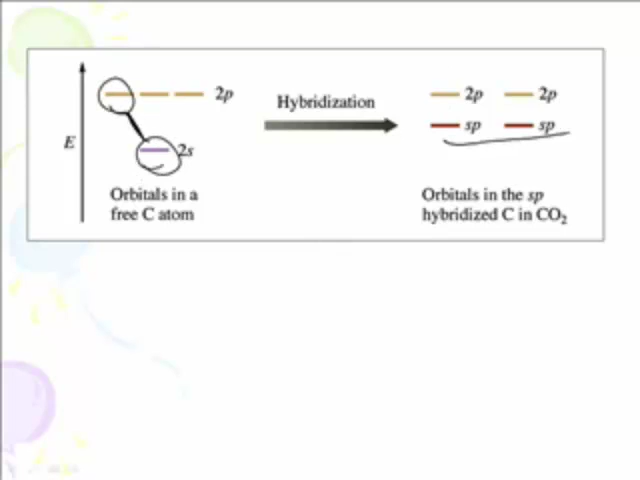 2p
Hybridization
2p
2p
sp
sp
E
2s
Orbitals in a
free C atom
Orbitals in the sp
hybridized C in CO₂